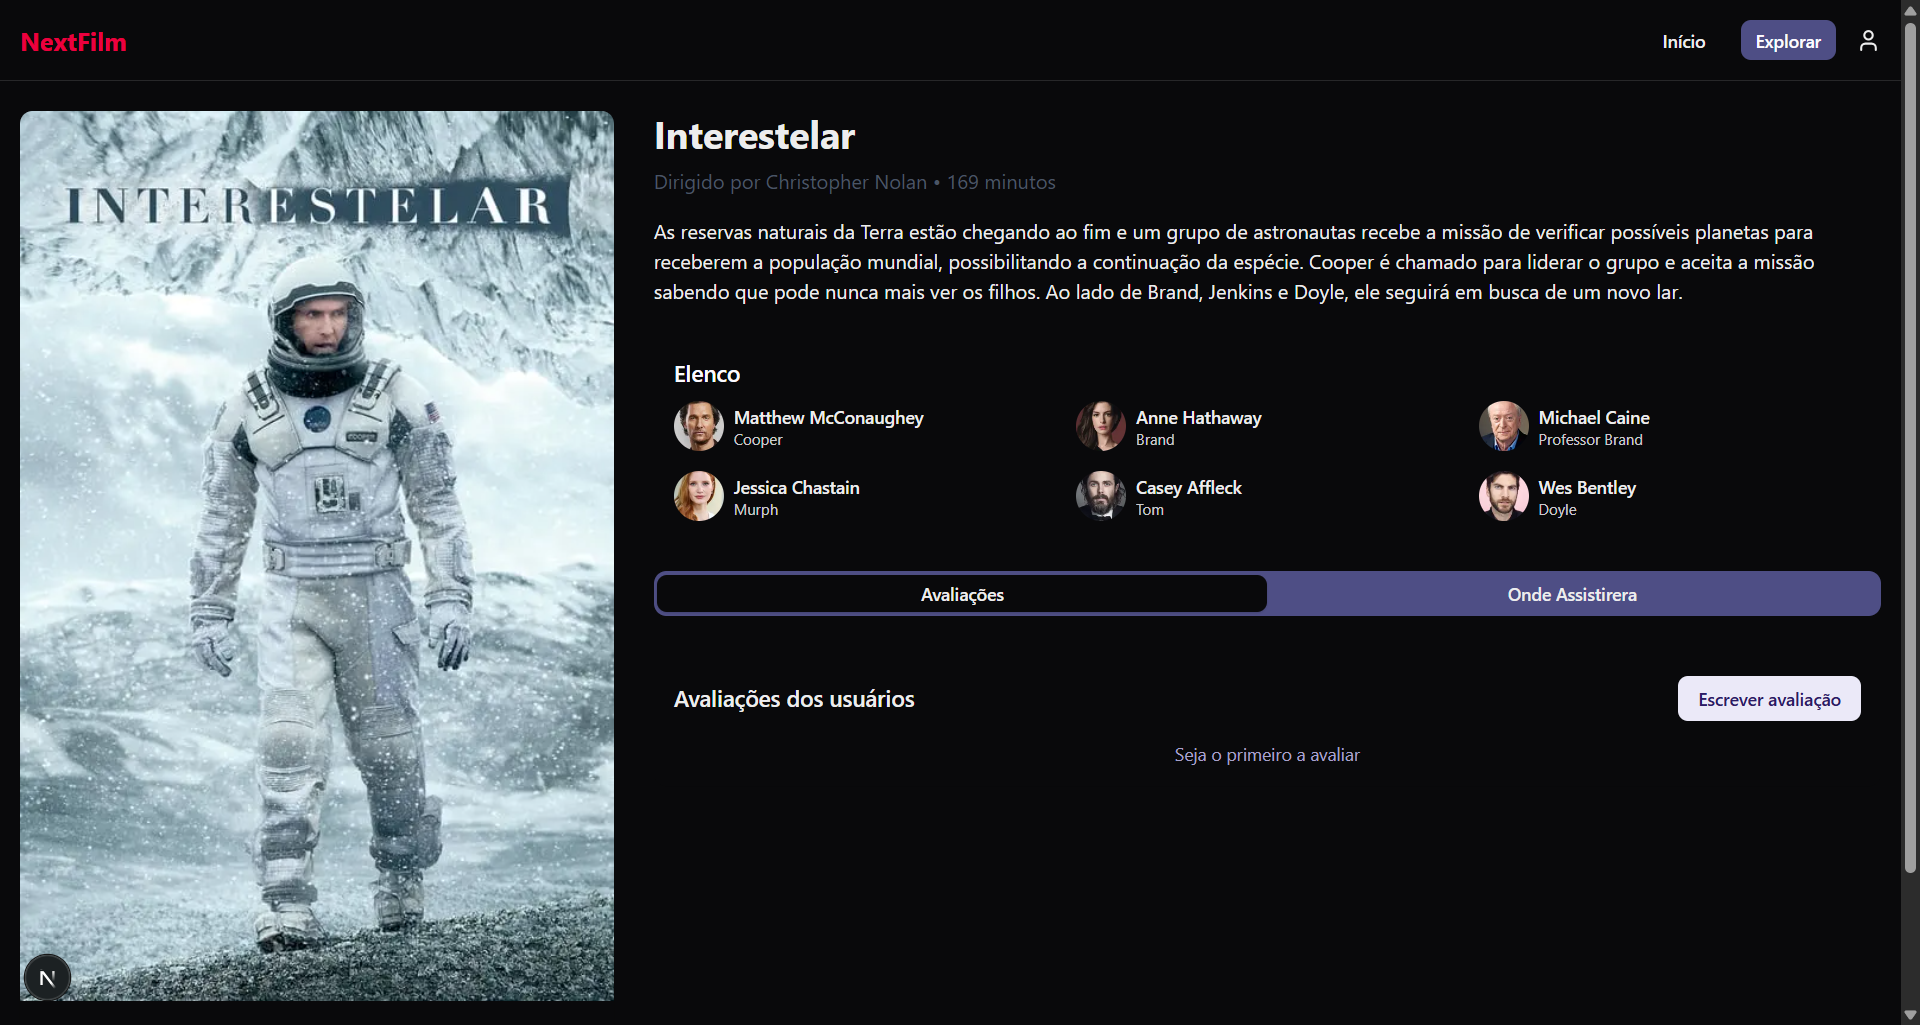 NextFilm
Início
Explorar
INTERESTELAR
COOPER
Interestelar
Dirigido por Christopher Nolan • 169 minutos
As reservas naturais da Terra estão chegando ao fim e um grupo de astronautas recebe a missão de verificar possíveis planetas para
receberem a população mundial, possibilitando a continuação da espécie. Cooper é chamado para liderar o grupo e aceita a missão
sabendo que pode nunca mais ver os filhos. Ao lado de Brand, Jenkins e Doyle, ele seguirá em busca de um novo lar.
Elenco
Matthew McConaughey
Cooper
Anne Hathaway
Brand
Michael Caine
Professor Brand
Jessica Chastain
Murph
Casey Affleck
Tom
Wes Bentley
Doyle
Avaliações
Onde Assistirera
Avaliações dos usuários
Escrever avaliação
Seja o primeiro a avaliar
N